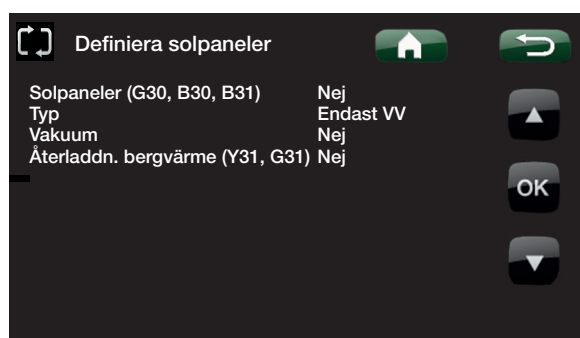 Definiera solpaneler
Solpaneler (G30, B30, B31) Nej
Typ Endast VV
Vakuum Nej
Återladdn. bergvärme (Y31, G31) Nej
OK